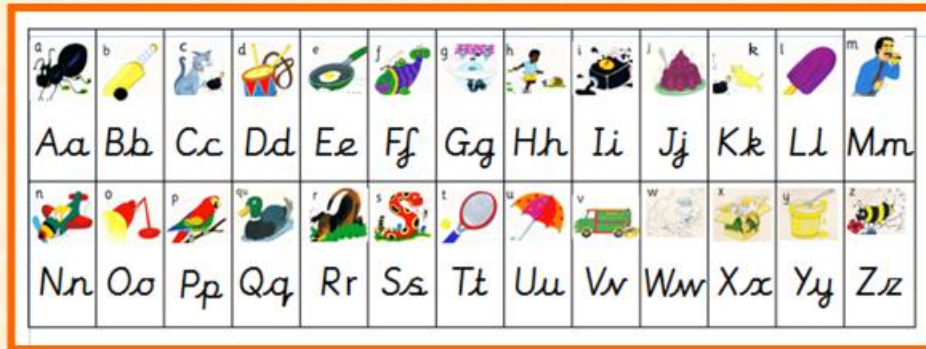 a b c d e f g h i j k l m
Aa Bb Cc Dd Ee Ff Gg Hh Ii Jj Kk Ll Mm
n o p qu r s t u v w x y z
Nn Oo Pp Qq Rr Ss Tt Uu Vv Ww Xx Yy Zz